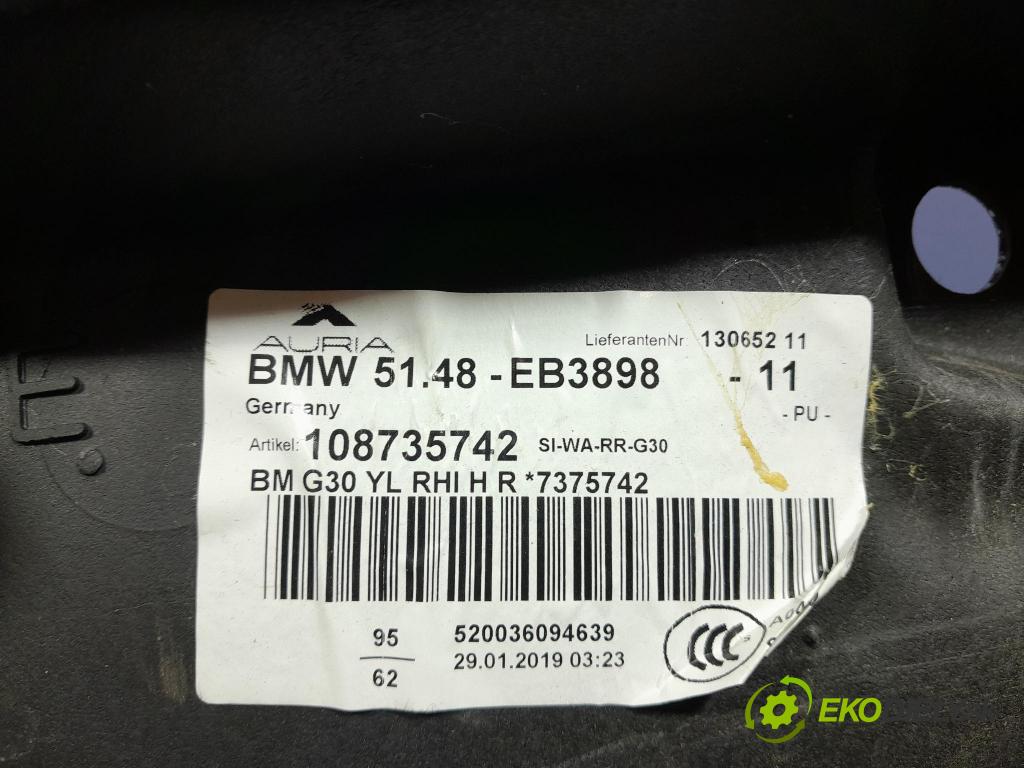 AURIA
LieferantenNr: 130652 11
BMW 51.48 - EB3898 - 11
Germany
- PU -
Artikel: 108735742 SI-WA-RR-G30
BM G30 YL RHI H R *7375742
95
62
520036094639
29.01.2019 03:23
CCC S
EKO